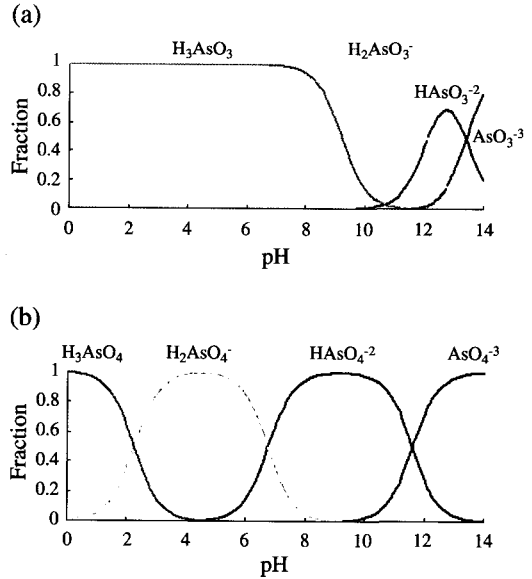 (a)
H₃AsO₃ H₂AsO₃⁻
HAsO₃⁻²
AsO₃⁻³
1
0.8
0.6
0.4
0.2
0
Fraction
0 2 4 6 8 10 12 14
pH
(b)
H₃AsO₄ H₂AsO₄⁻ HAsO₄⁻² AsO₄⁻³
1
0.8
0.6
0.4
0.2
0
Fraction
0 2 4 6 8 10 12 14
pH